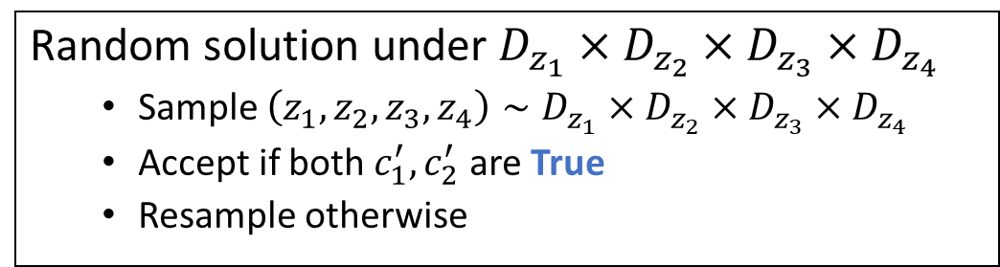 Random solution under $D_{z_1} \times D_{z_2} \times D_{z_3} \times D_{z_4}$
• Sample $(z_1, z_2, z_3, z_4) \sim D_{z_1} \times D_{z_2} \times D_{z_3} \times D_{z_4}$
• Accept if both $c_1', c_2'$ are True
• Resample otherwise